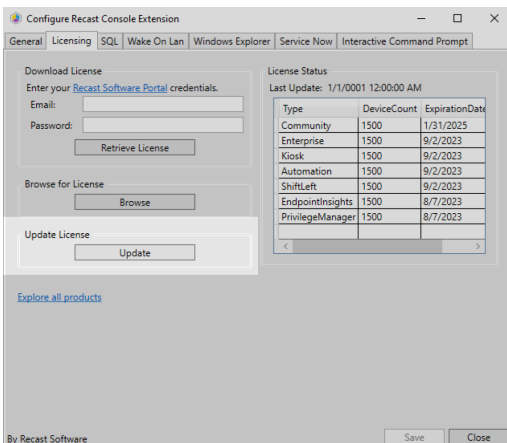 Configure Recast Console Extension
General Licensing SQL Wake On Lan Windows Explorer Service Now Interactive Command Prompt
Download License
Enter your Recast Software Portal credentials.
Email:
Password:
Retrieve License
Browse for License
Browse
Update License
Update
Explore all products
License Status
Last Update: 1/1/0001 12:00:00 AM
Type DeviceCount ExpirationDate
Community 1500 1/31/2025
Enterprise 1500 9/2/2023
Kiosk 1500 9/2/2023
Automation 1500 9/2/2023
ShiftLeft 1500 9/2/2023
EndpointInsights 1500 8/7/2023
PrivilegeManager 1500 8/7/2023
By Recast Software
Save Close